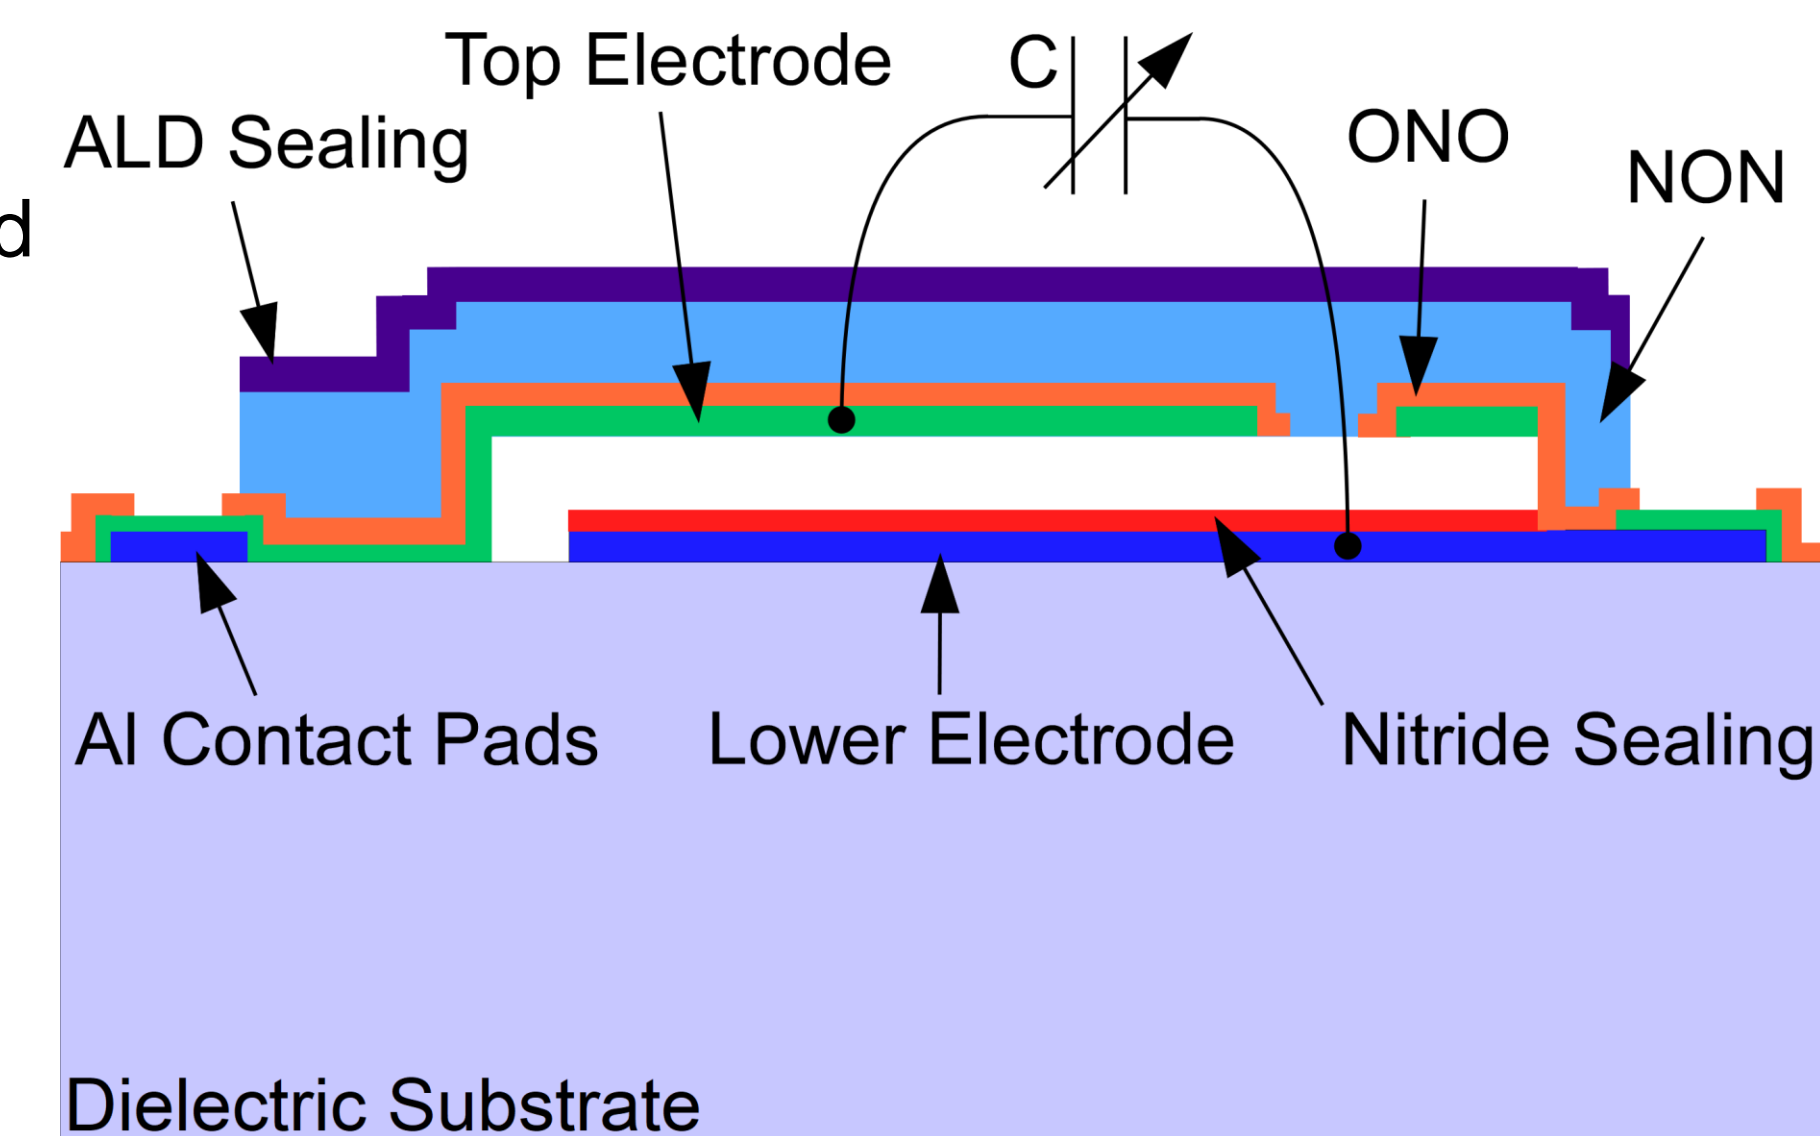 Top Electrode
C
ALD Sealing
ONO
NON
d
Al Contact Pads
Lower Electrode
Nitride Sealing
Dielectric Substrate